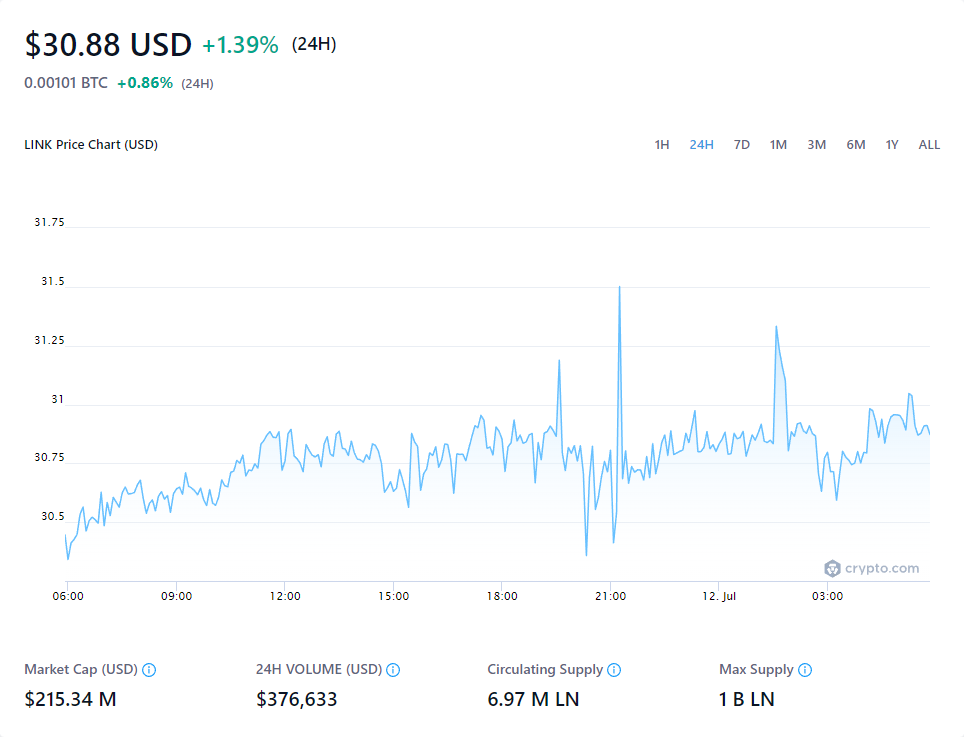 $30.88 USD +1.39% (24H)
0.00101 BTC +0.86% (24H)
LINK Price Chart (USD) 1H 24H 7D 1M 3M 6M 1Y ALL
31.75
31.5
31.25
31
30.75
30.5
crypto.com
06:00 09:00 12:00 15:00 18:00 21:00 12. Jul 03:00
Market Cap (USD) 24H VOLUME (USD) Circulating Supply Max Supply
$215.34 M $376,633 6.97 M LN 1 B LN